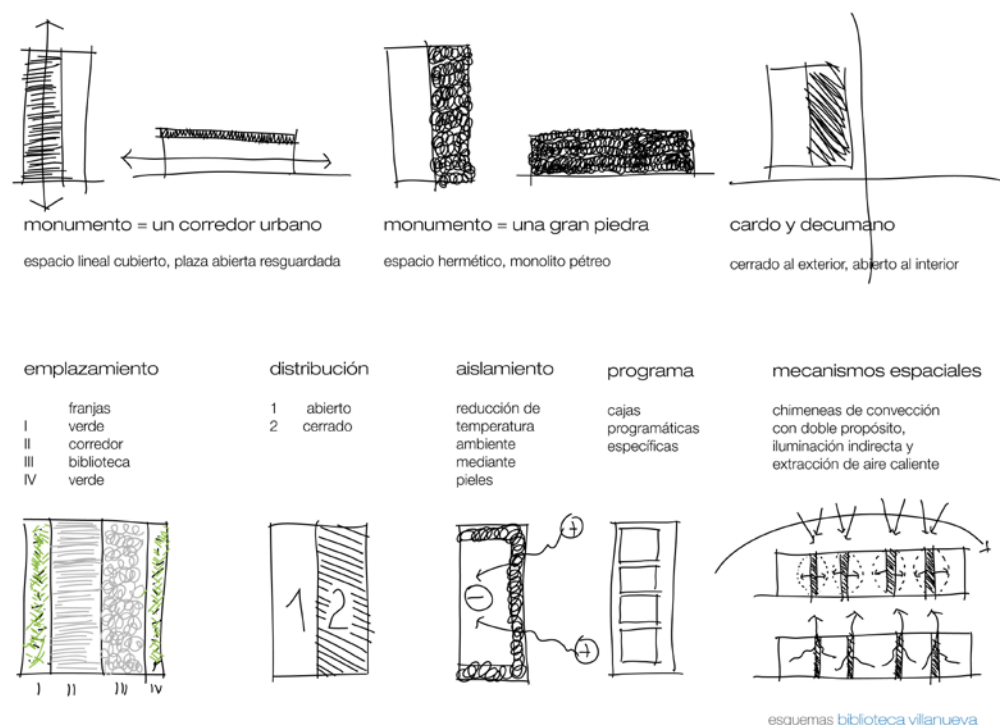 monumento = un corredor urbano
espacio lineal cubierto, plaza abierta resguardada
monumento = una gran piedra
espacio hermético, monolito pétreo
cardo y decumano
cerrado al exterior, abierto al interior
emplazamiento
franjas
I verde
II corredor
III biblioteca
IV verde
I II III IV
distribución
1 abierto
2 cerrado
1 2
aislamiento
reducción de
temperatura
ambiente
mediante
pieles
+
-
+
programa
cajas
programáticas
específicas
mecanismos espaciales
chimeneas de convección
con doble propósito,
iluminación indirecta y
extracción de aire caliente
esquemas biblioteca villanueva